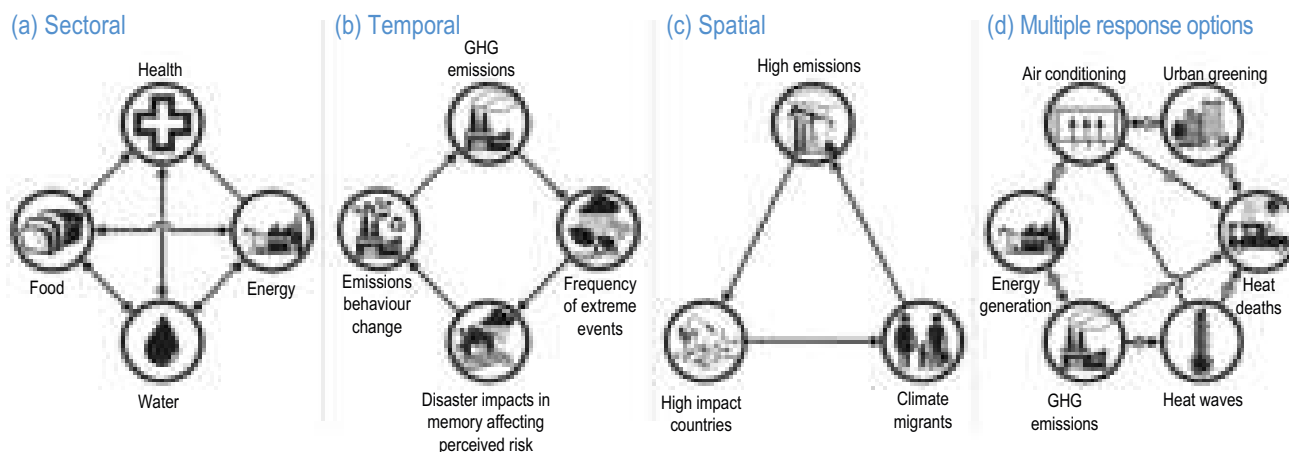 (a) Sectoral
Health
Food
Energy
Water
(b) Temporal
GHG
emissions
Emissions
behaviour
change
Frequency
of extreme
events
Disaster impacts in
memory affecting
perceived risk
(c) Spatial
High emissions
High impact
countries
Climate
migrants
(d) Multiple response options
Air conditioning
Urban greening
Energy
generation
Heat
deaths
GHG
emissions
Heat waves